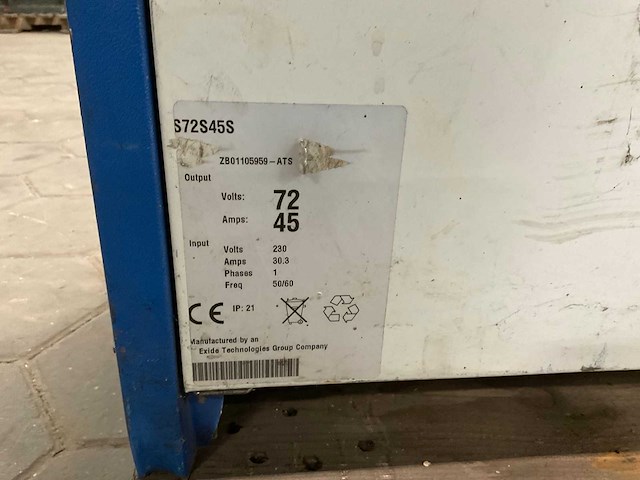 S72S45S
ZB01105959-ATS
Output
Volts: 72
Amps: 45
Input
Volts 230
Amps 30.3
Phases 1
Freq 50/60
CE IP: 21
Manufactured by an
Exide Technologies Group Company